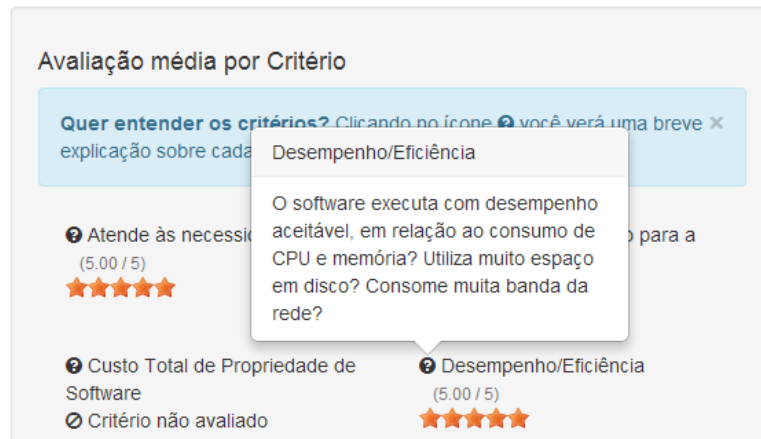 Avaliação média por Critério
Quer entender os critérios? Clicando no ícone você verá uma breve ×
explicação sobre cada
Desempenho/Eficiência
O software executa com desempenho
aceitável, em relação ao consumo de
CPU e memória? Utiliza muito espaço
em disco? Consome muita banda da
rede?
Atende às
para a
(5.00 / 5)
Custo Total de Propriedade de
Software
Critério não avaliado
Desempenho/Eficiência
(5.00 / 5)